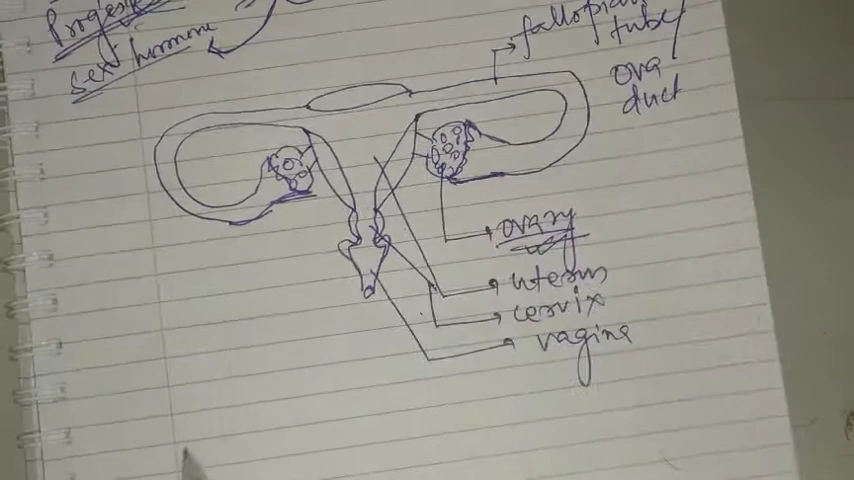 Sex hormone
fallopian
tube
ova
duct
ovary
uterus
cervix
vagina